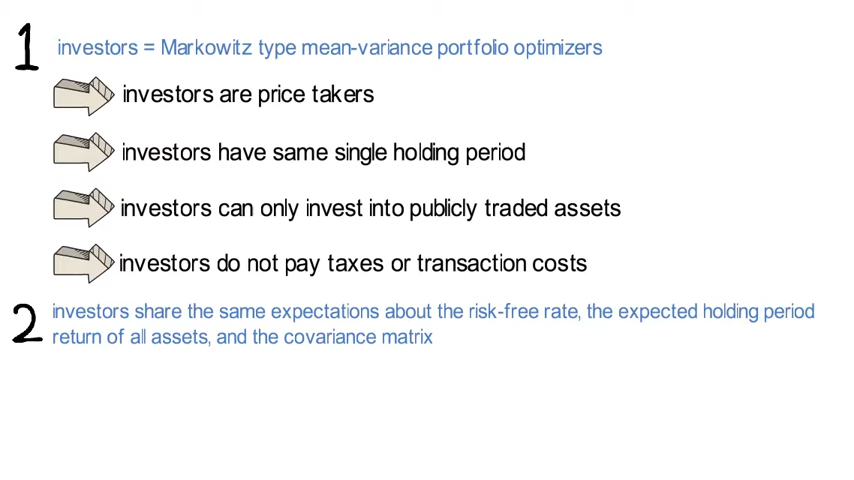 1 investors = Markowitz type mean-variance portfolio optimizers
investors are price takers
investors have same single holding period
investors can only invest into publicly traded assets
investors do not pay taxes or transaction costs
2 investors share the same expectations about the risk-free rate, the expected holding period
return of all assets, and the covariance matrix